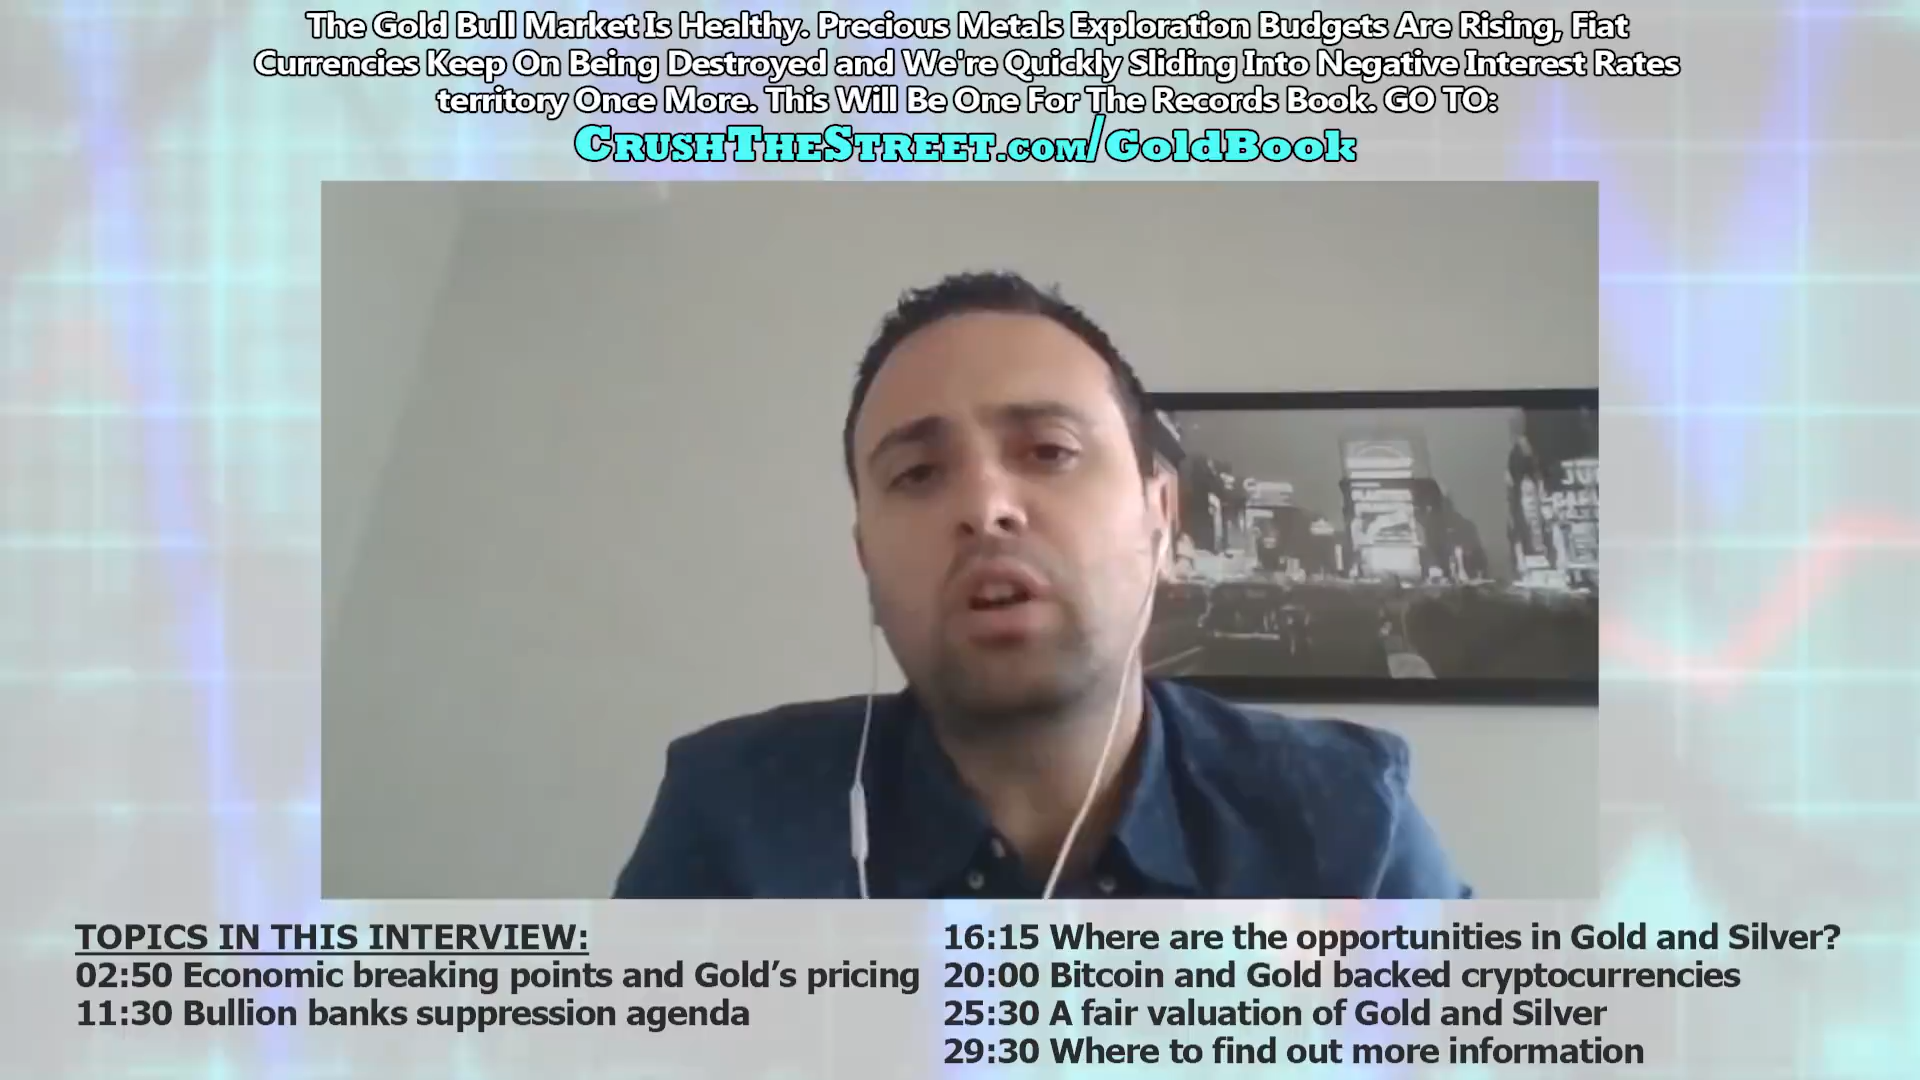 The Gold Bull Market Is Healthy. Precious Metals Exploration Budgets Are Rising, Fiat
Currencies Keep On Being Destroyed and We're Quickly Sliding Into Negative Interest Rates
territory Once More. This Will Be One For The Records Book. GO TO:
CRUSHTHESTREET.COM/GoldBook
TOPICS IN THIS INTERVIEW:
02:50 Economic breaking points and Gold’s pricing
11:30 Bullion banks suppression agenda
16:15 Where are the opportunities in Gold and Silver?
20:00 Bitcoin and Gold backed cryptocurrencies
25:30 A fair valuation of Gold and Silver
29:30 Where to find out more information